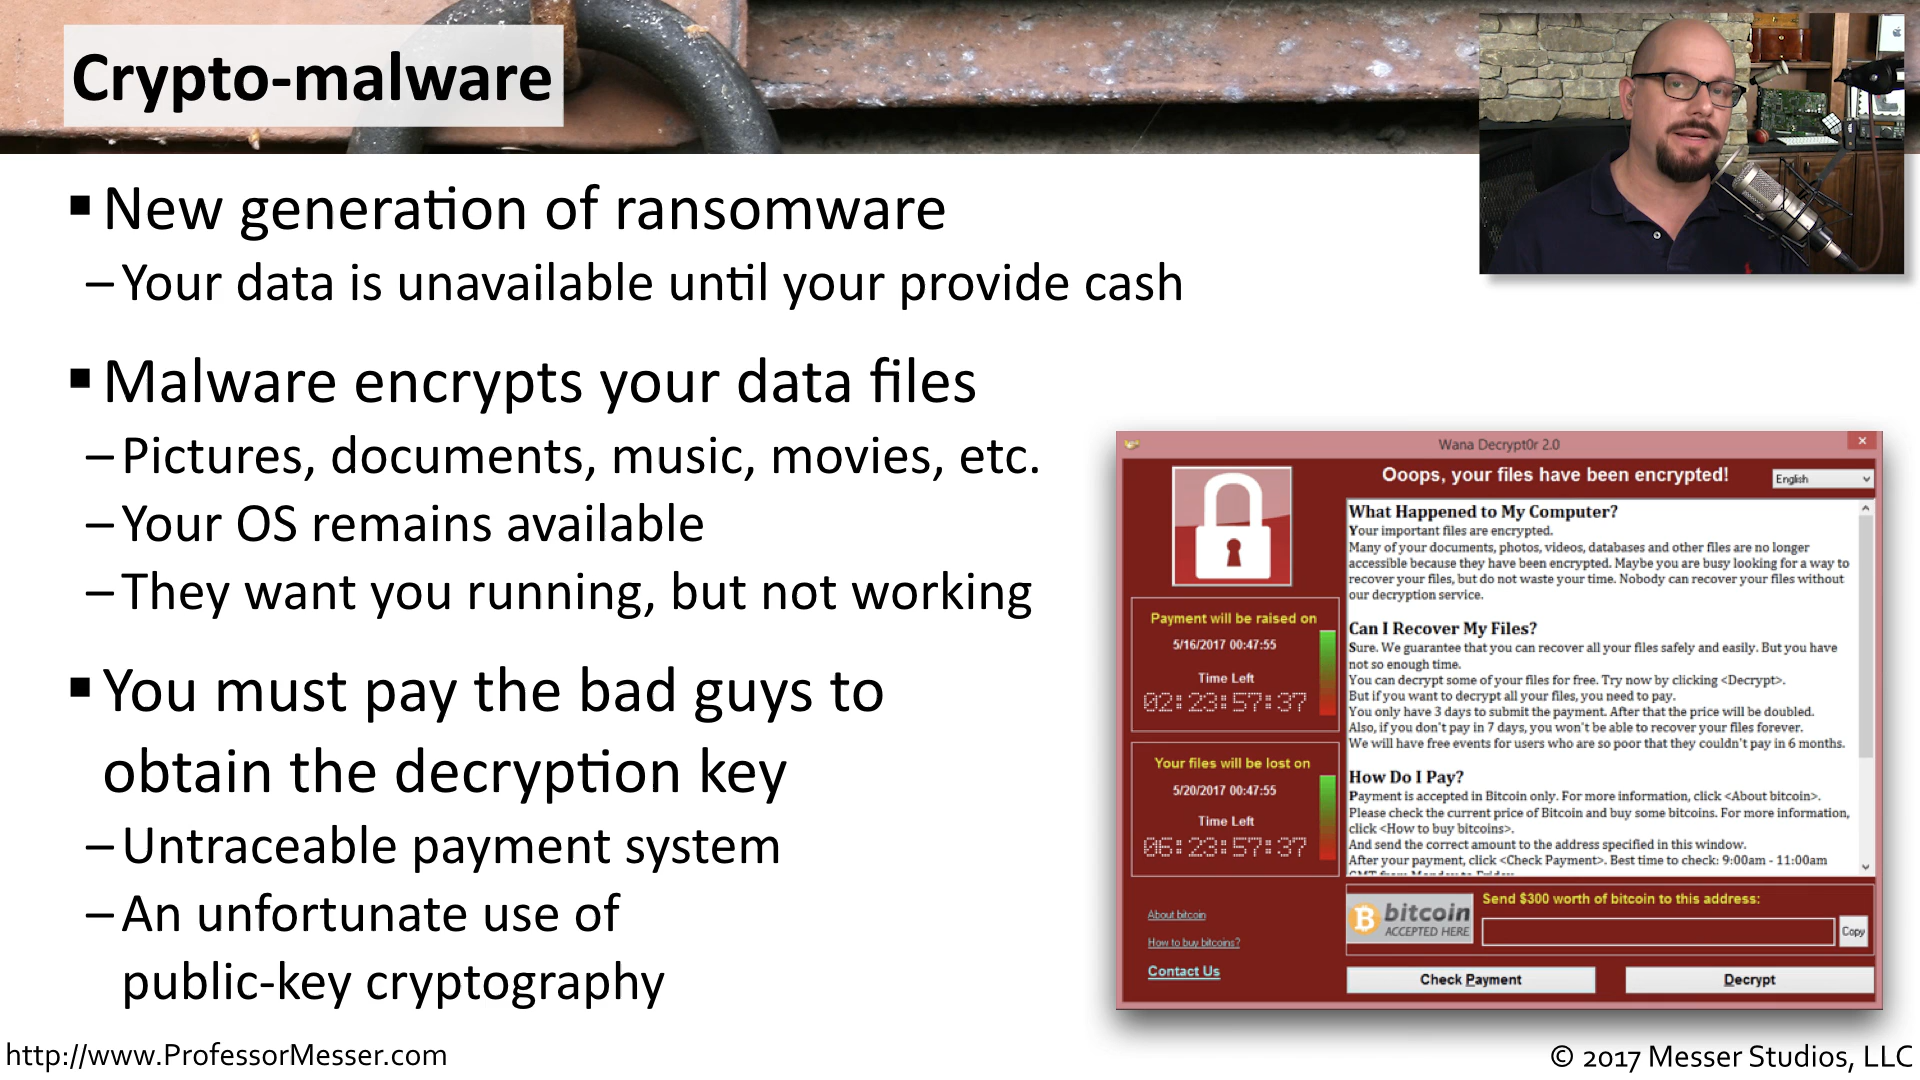 Crypto-malware
▪ New generation of ransomware
– Your data is unavailable until your provide cash
▪ Malware encrypts your data files
– Pictures, documents, music, movies, etc.
– Your OS remains available
– They want you running, but not working
▪ You must pay the bad guys to
obtain the decryption key
– Untraceable payment system
– An unfortunate use of
public-key cryptography
Wana Decrypt0r 2.0
Ooops, your files have been encrypted!
English
Payment will be raised on
5/16/2017 00:47:55
Time Left
02:23:57:37
Your files will be lost on
5/20/2017 00:47:55
Time Left
06:23:57:37
About bitcoin
How to buy bitcoins?
Contact Us
What Happened to My Computer?
Your important files are encrypted.
Many of your documents, photos, videos, databases and other files are no longer
accessible because they have been encrypted. Maybe you are busy looking for a way to
recover your files, but do not waste your time. Nobody can recover your files without
our decryption service.
Can I Recover My Files?
Sure. We guarantee that you can recover all your files safely and easily. But you have
not so enough time.
You can decrypt some of your files for free. Try now by clicking <Decrypt>.
But if you want to decrypt all your files, you need to pay.
You only have 3 days to submit the payment. After that the price will be doubled.
Also, if you don't pay in 7 days, you won't be able to recover your files forever.
We will have free events for users who are so poor that they couldn't pay in 6 months.
How Do I Pay?
Payment is accepted in Bitcoin only. For more information, click <About bitcoin>.
Please check the current price of Bitcoin and buy some bitcoins. For more information,
click <How to buy bitcoins>.
And send the correct amount to the address specified in this window.
After your payment, click <Check Payment>. Best time to check: 9:00am - 11:00am
GMT from Monday to Friday.
bitcoin
ACCEPTED HERE
Send $300 worth of bitcoin to this address:
Copy
Check Payment
Decrypt
http://www.ProfessorMesser.com
© 2017 Messer Studios, LLC